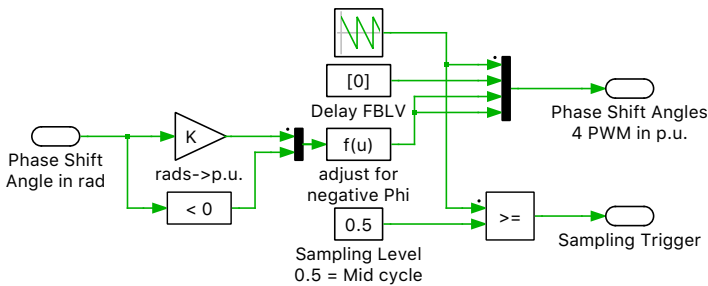 [0]
Delay FBLV
Phase Shift Angles
4 PWM in p.u.
K
f(u)
Phase Shift
Angle in rad
rads->p.u.
adjust for
negative Phi
< 0
0.5
>=
Sampling Level
0.5 = Mid cycle
Sampling Trigger